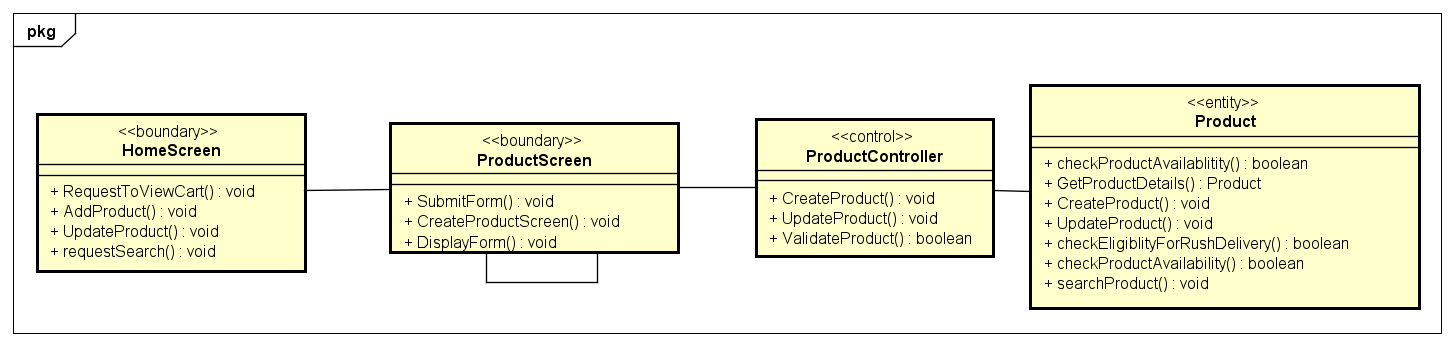 pkg
<<boundary>>
HomeScreen
+ RequestToViewCart() : void
+ AddProduct() : void
+ UpdateProduct() : void
+ requestSearch() : void
<<boundary>>
ProductScreen
+ SubmitForm() : void
+ CreateProductScreen() : void
+ DisplayForm() : void
<<control>>
ProductController
+ CreateProduct() : void
+ UpdateProduct() : void
+ ValidateProduct() : boolean
<<entity>>
Product
+ checkProductAvailablitity() : boolean
+ GetProductDetails() : Product
+ CreateProduct() : void
+ UpdateProduct() : void
+ checkEligiblityForRushDelivery() : boolean
+ checkProductAvailability() : boolean
+ searchProduct() : void